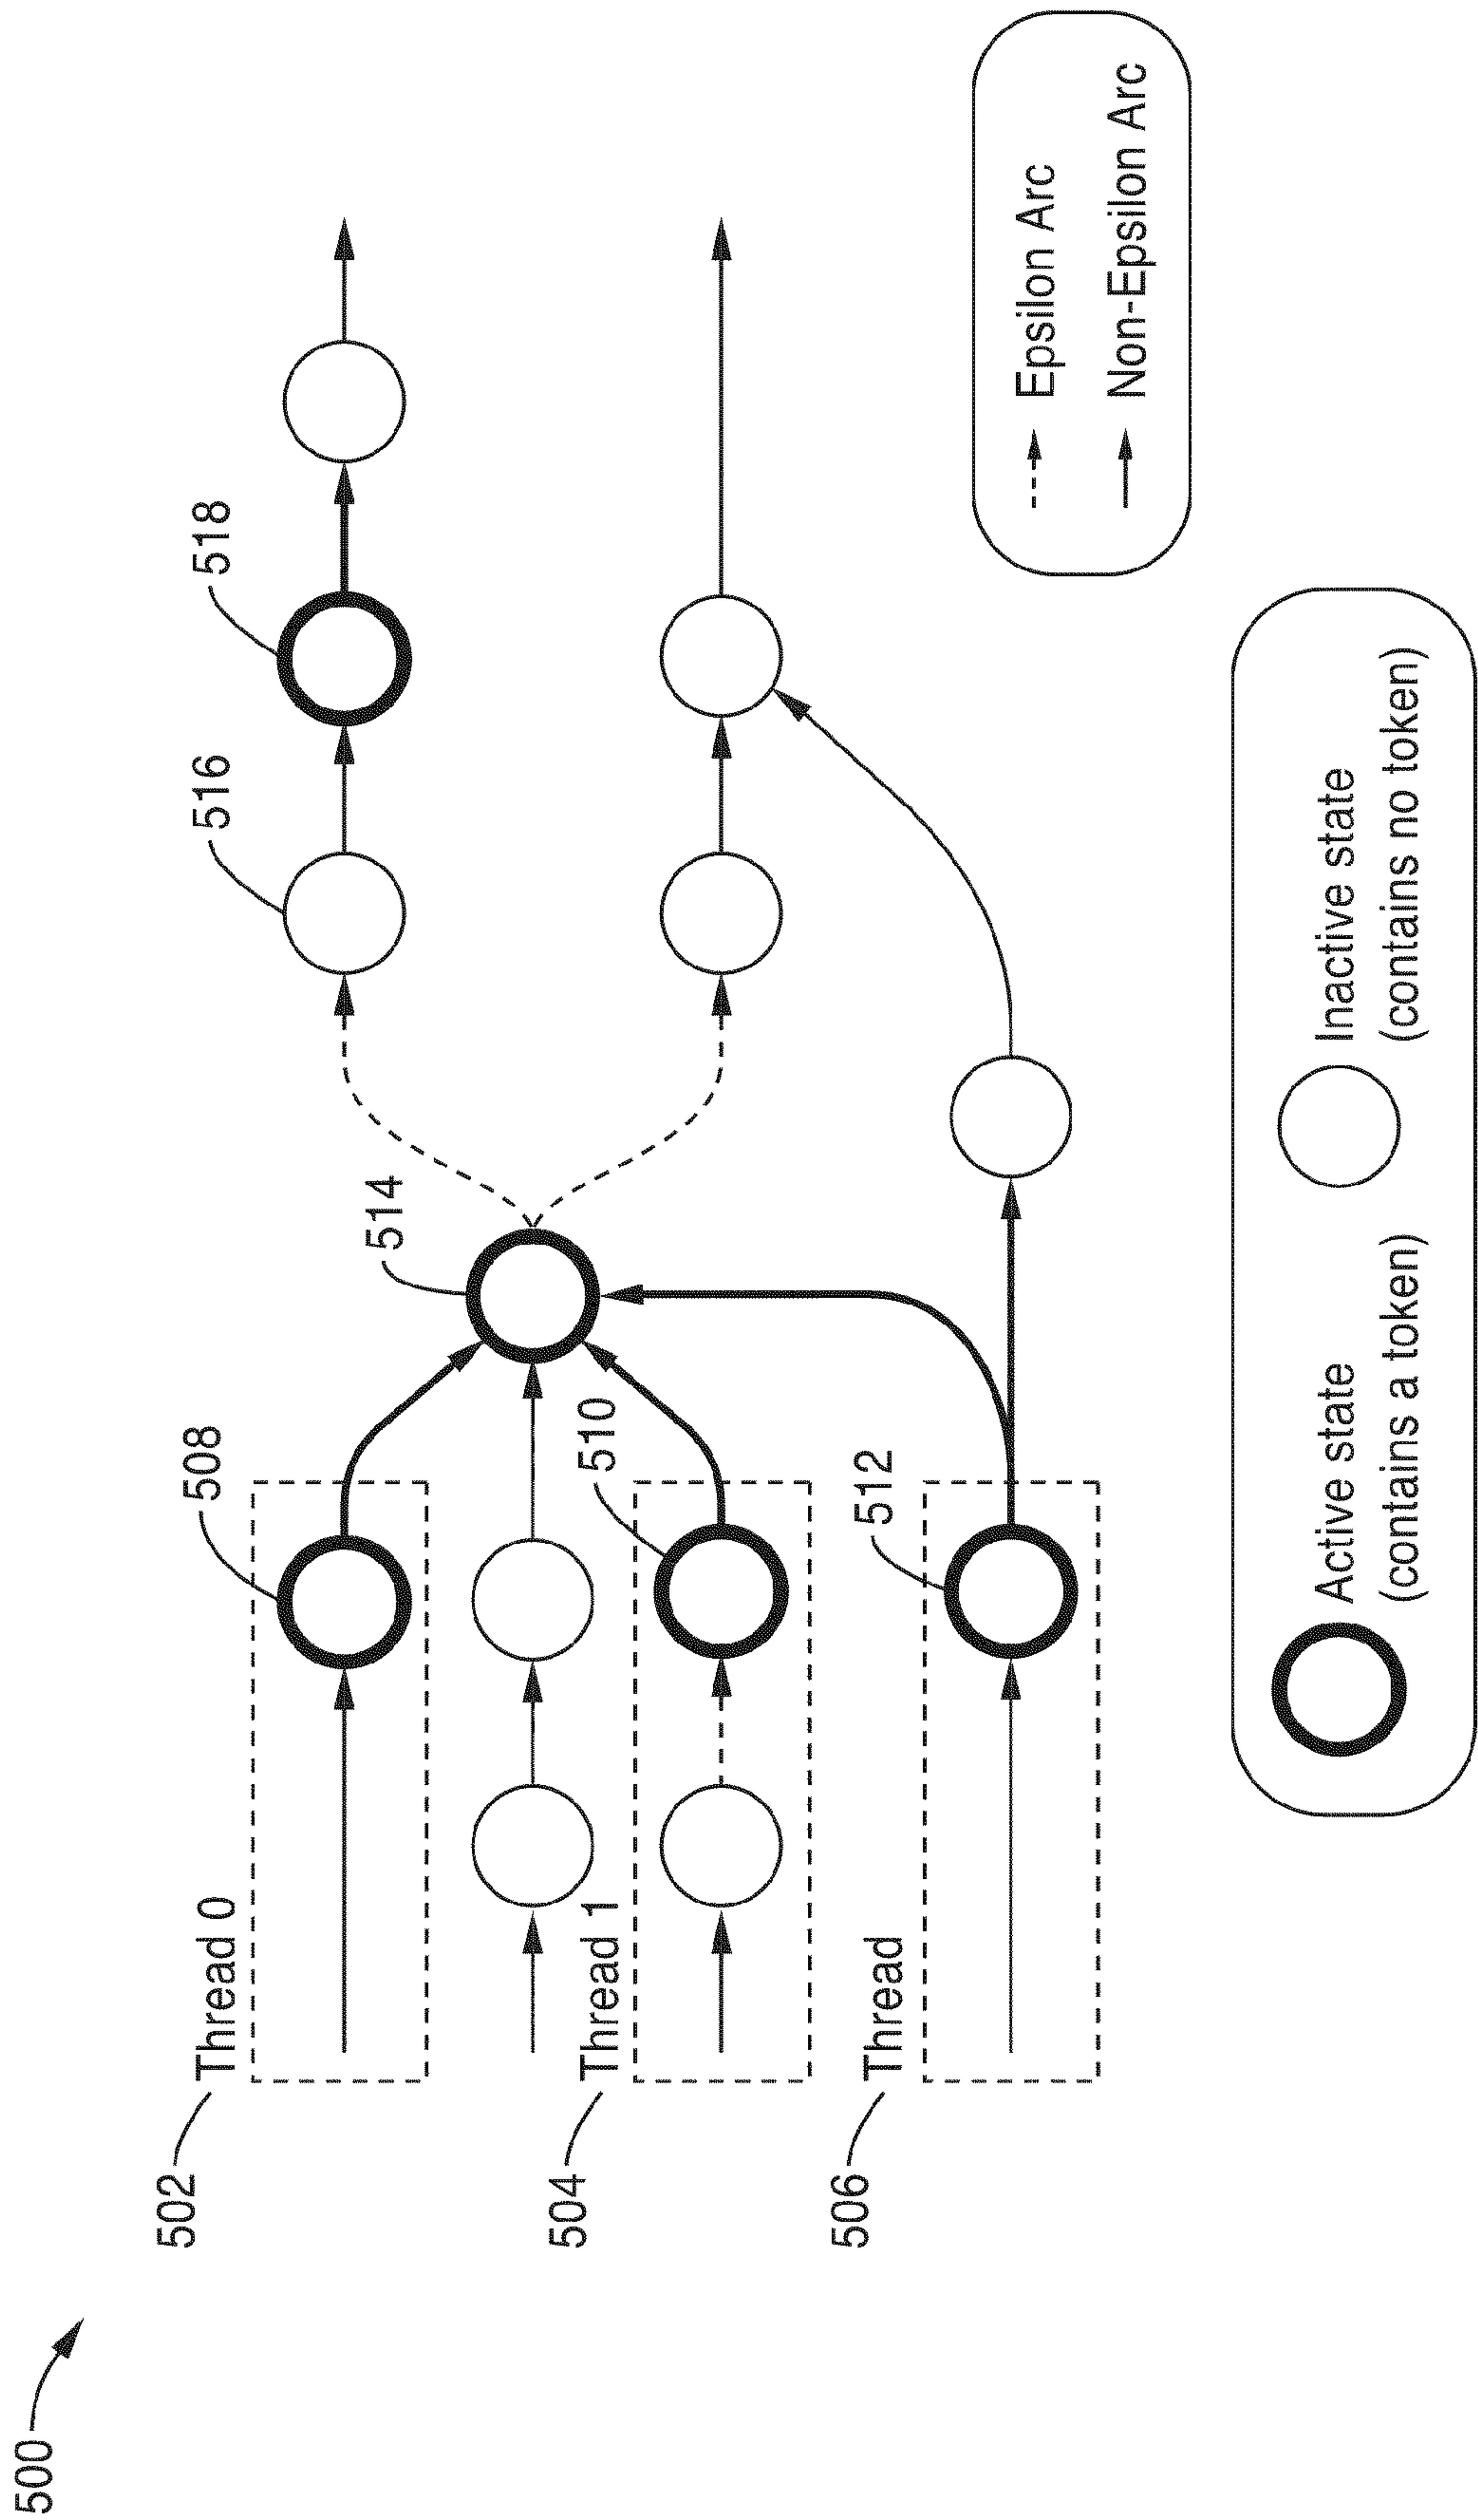 500
502
Thread 0
508
516
518
504
Thread 1
510
514
506
Thread
512
Epsilon Arc
Non-Epsilon Arc
Active state
(contains a token)
Inactive state
(contains no token)